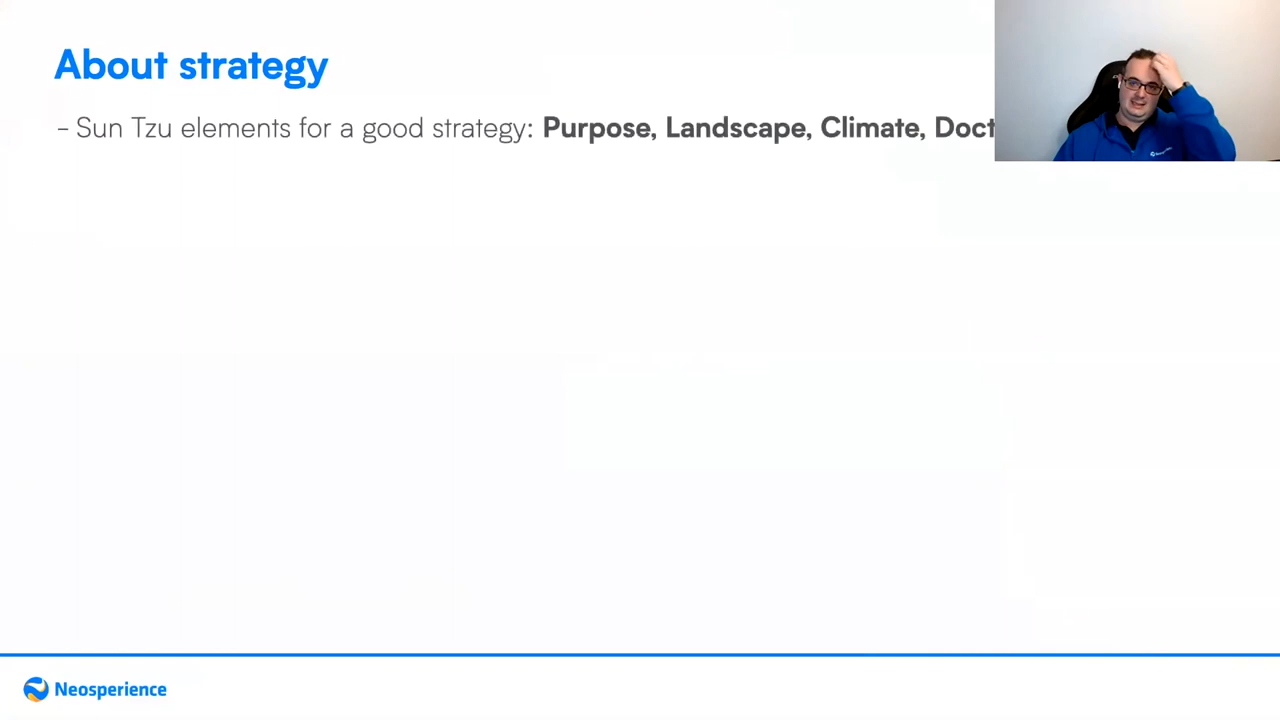 About strategy
- Sun Tzu elements for a good strategy: Purpose, Landscape, Climate, Doct
Neosperience